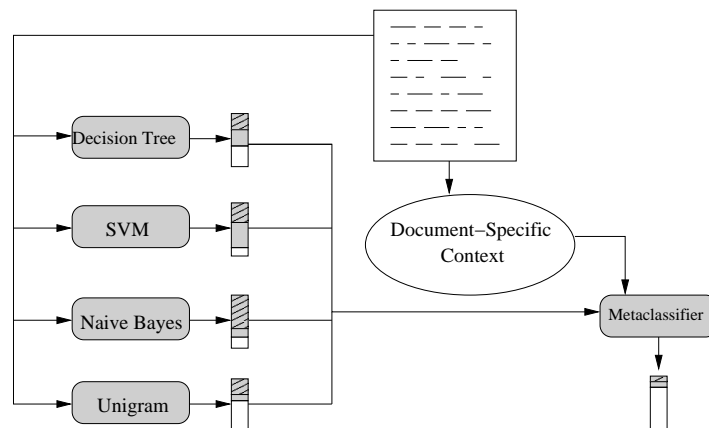 Decision Tree
SVM
Document−Specific
Context
Naive Bayes
Metaclassifier
Unigram